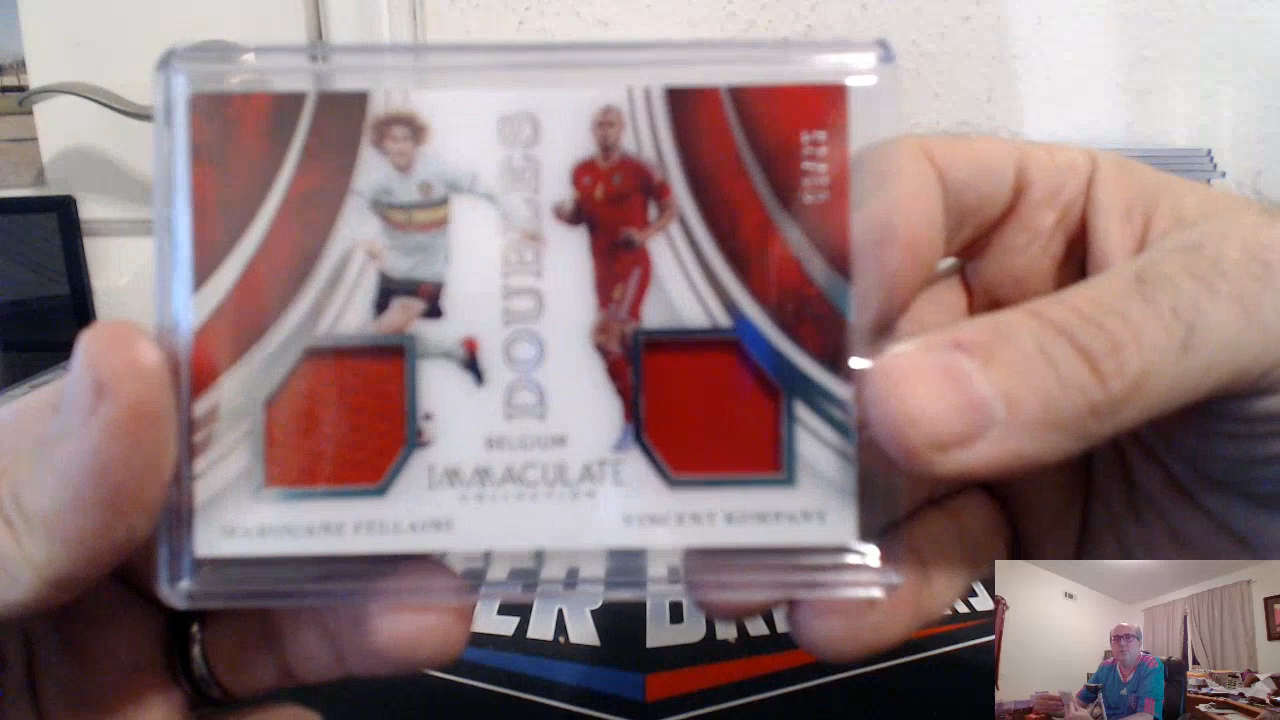 DOUBLES
BELGIUM
IMMACULATE
COLLECTION
MAROUANE FELLAINI
VINCENT KOMPANY